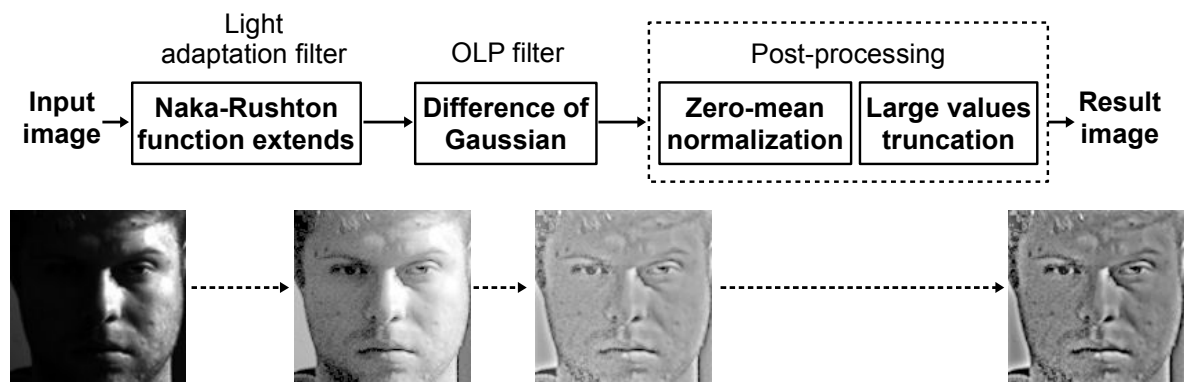 Light
adaptation filter
OLP filter
Post-processing
Input
image
Naka-Rushton
function extends
Difference of
Gaussian
Zero-mean
normalization
Large values
truncation
Result
image